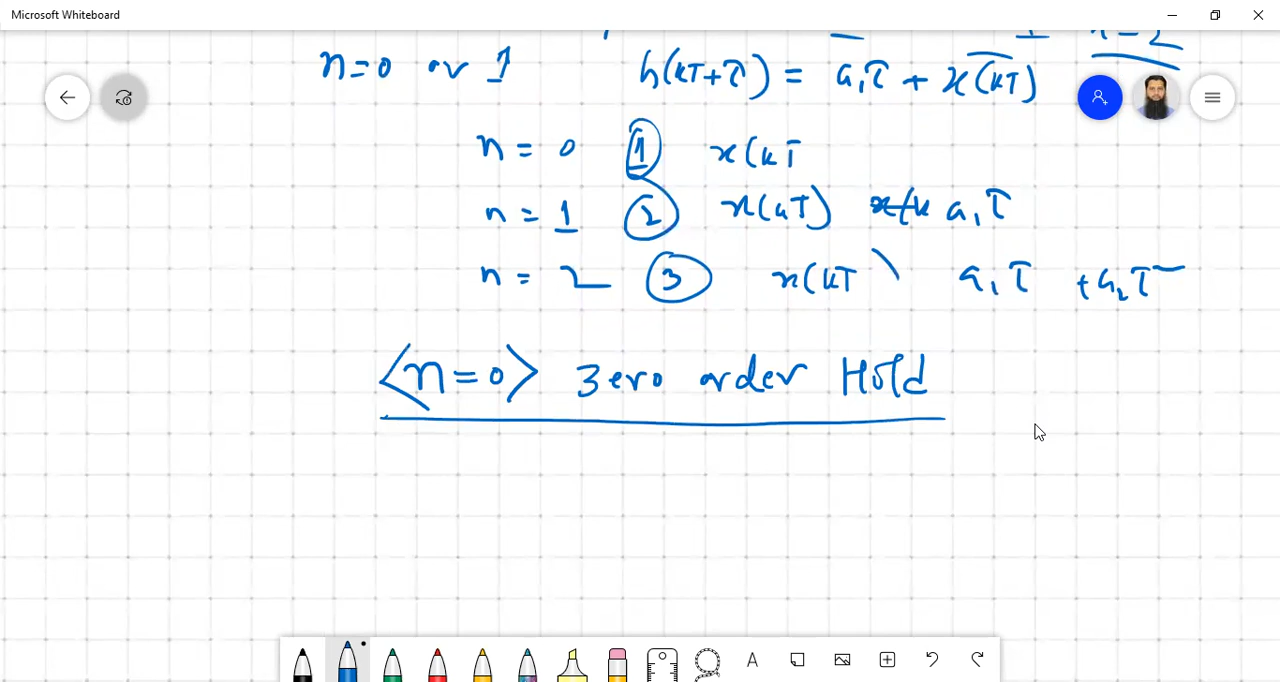 Microsoft Whiteboard
n=0 or 1 h(kT+τ) = a₁τ + x(kT)
n = 0 1 x(kT
n = 1 2 x(kT) a₁τ
n = 2 3 x(kT) a₁τ + a₂τ
<n=0> Zero order Hold
A